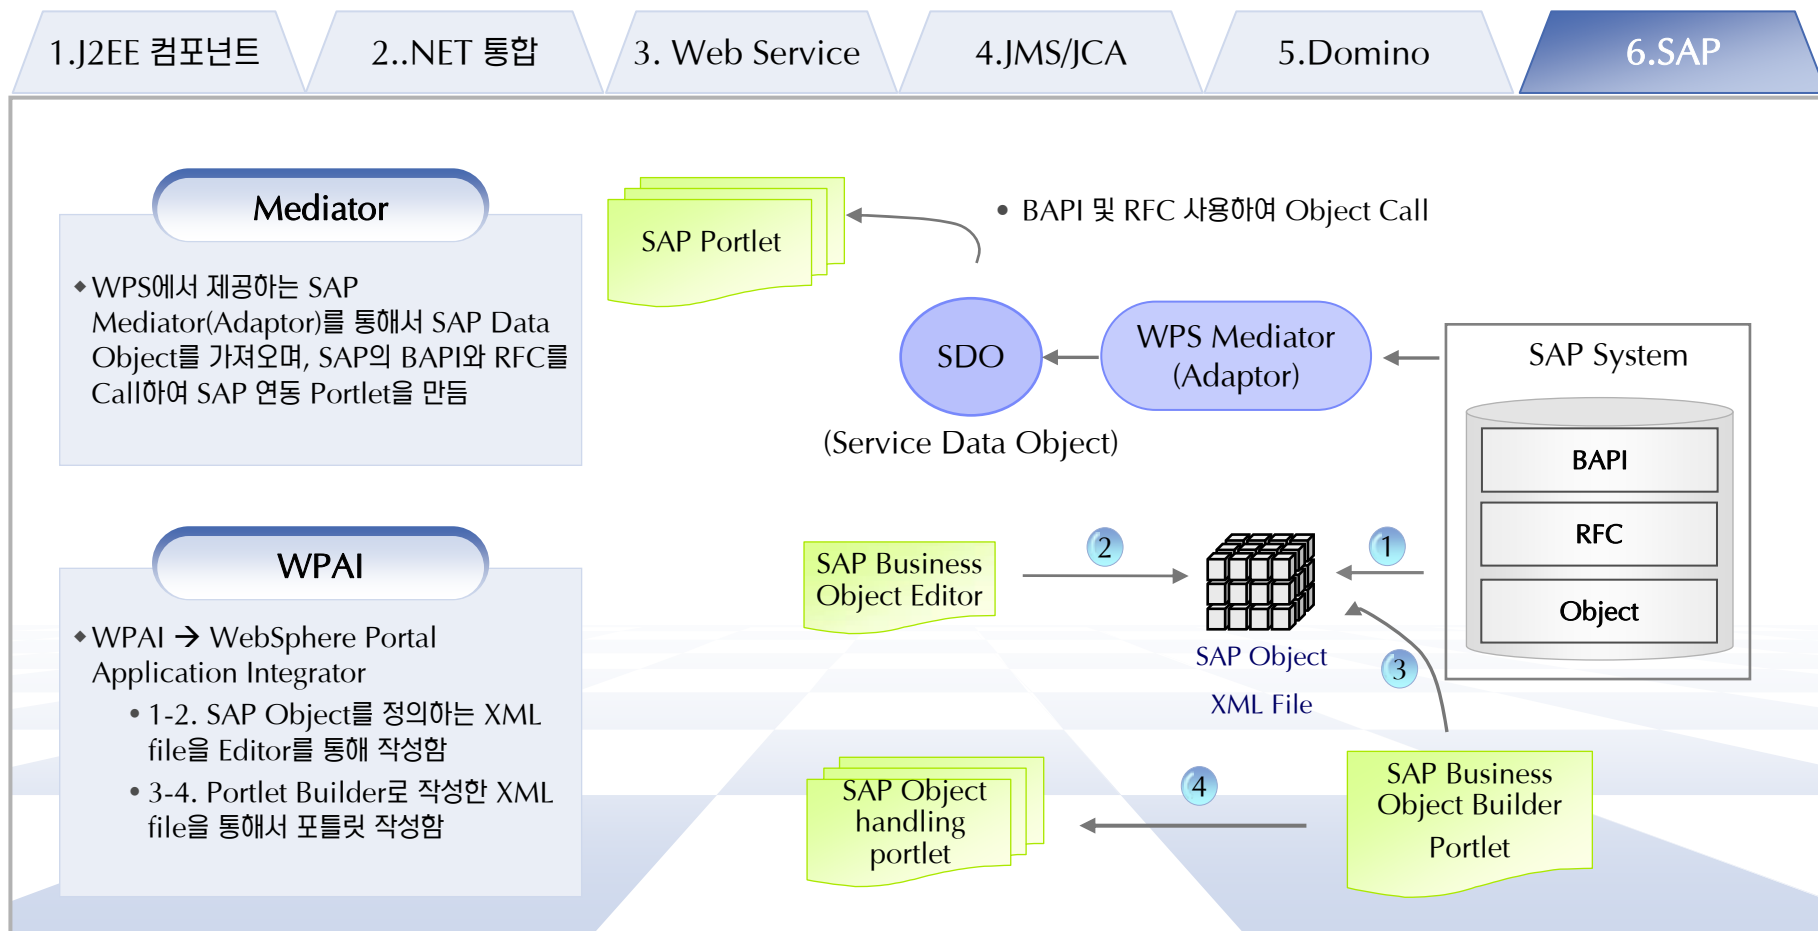 1.J2EE 컴포넌트
2..NET 통합
3. Web Service
4.JMS/JCA
5.Domino
6.SAP
Mediator
◆ WPS에서 제공하는 SAP
Mediator(Adaptor)를 통해서 SAP Data
Object를 가져오며, SAP의 BAPI와 RFC를
Call하여 SAP 연동 Portlet을 만듬
SAP Portlet
• BAPI 및 RFC 사용하여 Object Call
SDO
(Service Data Object)
WPS Mediator
(Adaptor)
SAP System
BAPI
RFC
Object
WPAI
◆ WPAI → WebSphere Portal
Application Integrator
• 1-2. SAP Object를 정의하는 XML
file을 Editor를 통해 작성함
• 3-4. Portlet Builder로 작성한 XML
file을 통해서 포틀릿 작성함
SAP Business
Object Editor
2
1
SAP Object
XML File
3
SAP Object
handling
portlet
4
SAP Business
Object Builder
Portlet